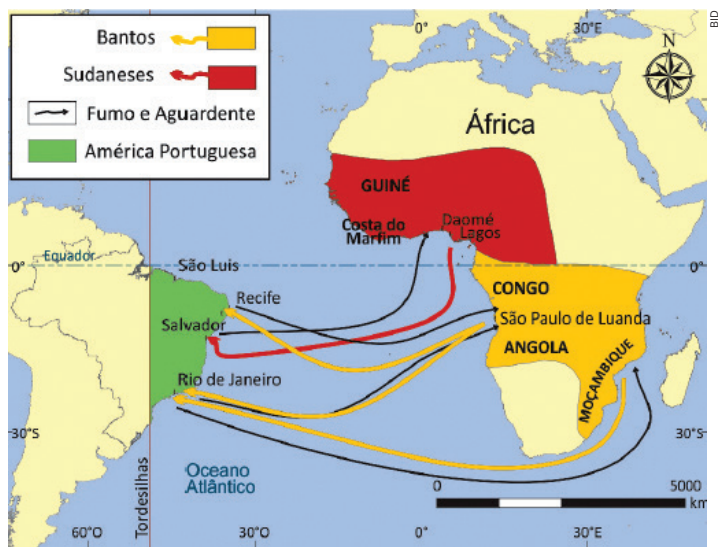 0°
30°E
BID
Bantos
Sudaneses
Fumo e Aguardente
América Portuguesa
N
África
GUINÉ
Costa do
Marfim
Daomé
Lagos
Equador
0°
0°
São Luis
Recife
Salvador
Rio de Janeiro
CONGO
São Paulo de Luanda
ANGOLA
MOÇAMBIQUE
30°S
30°S
Tordesilhas
Oceano
Atlântico
0
5000
km
60°O
30°O
0°
30°E